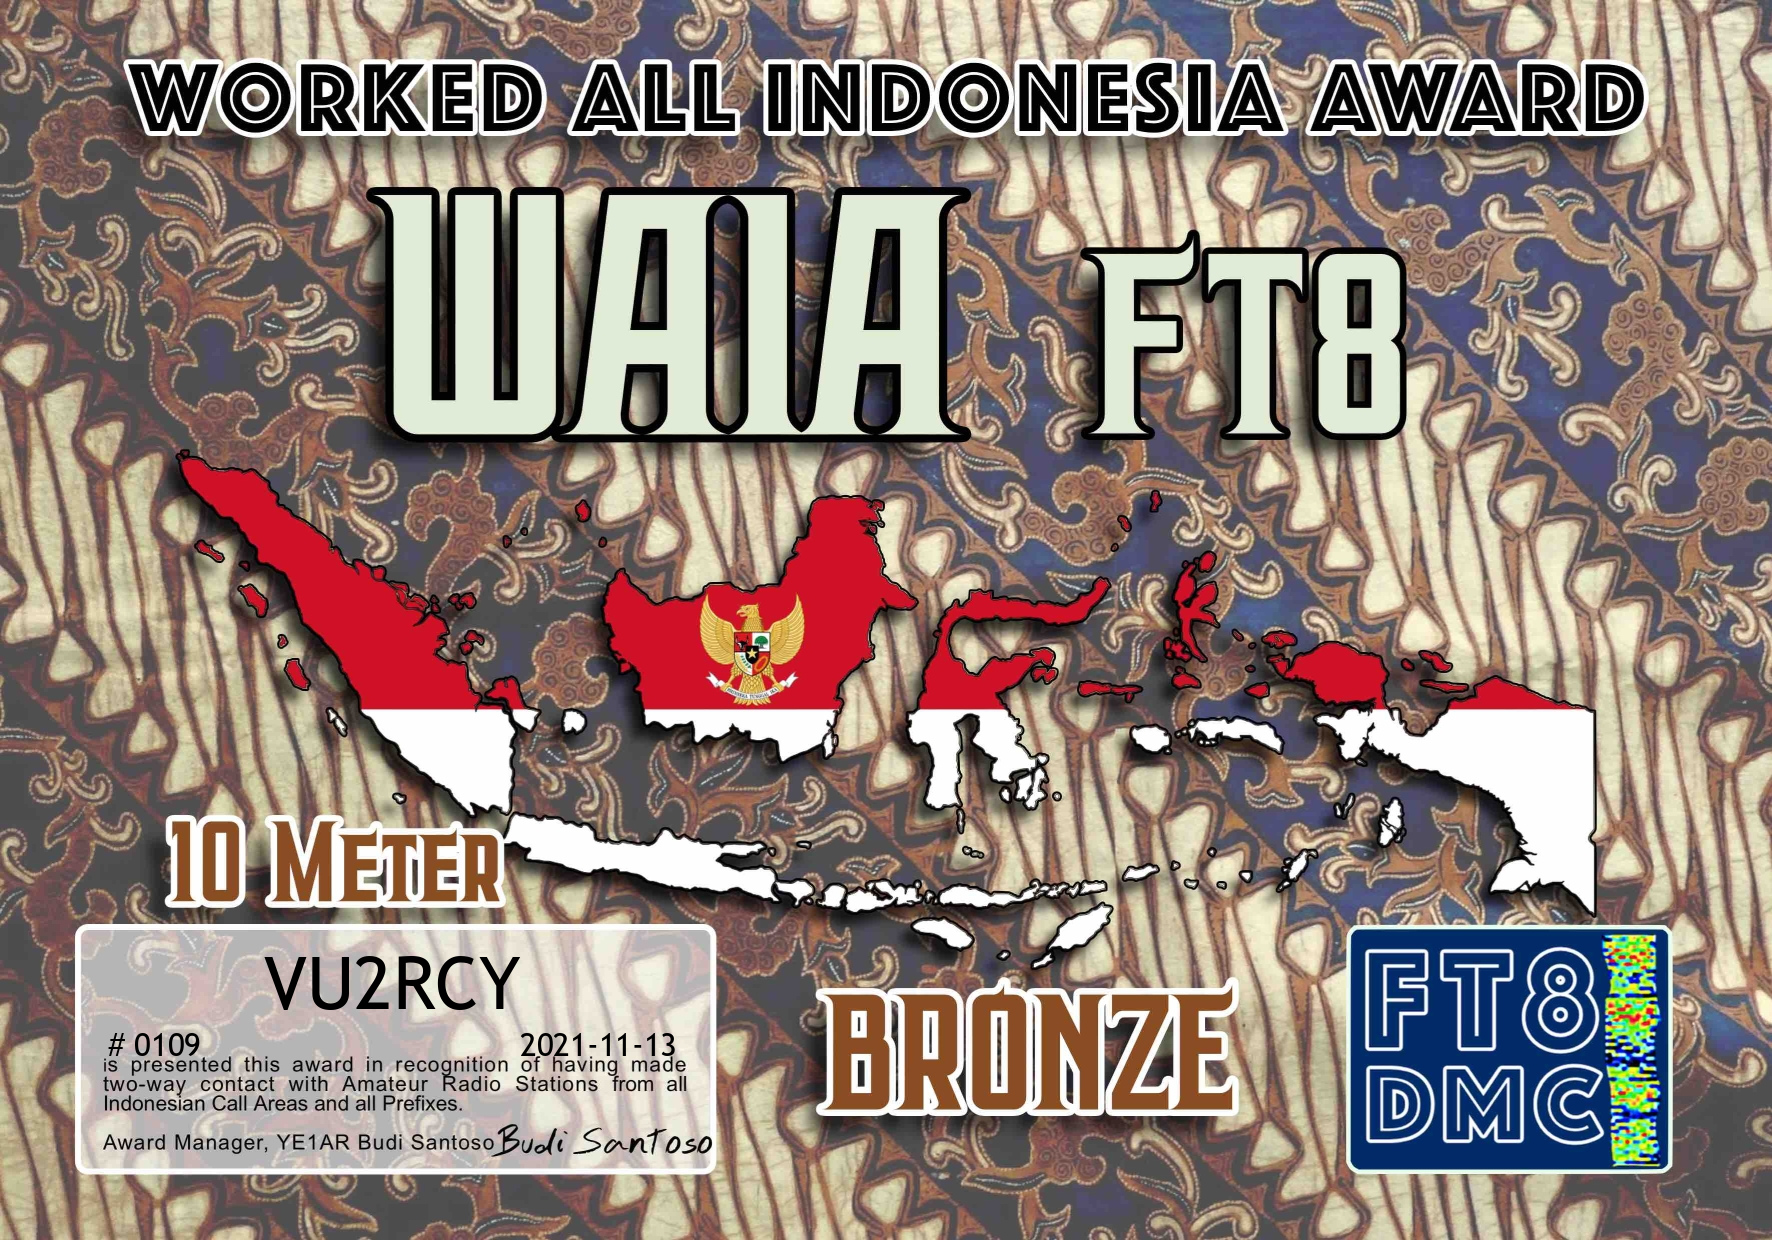 WORKED ALL INDONESIA AWARD
WAIA FT8
10 METER
VU2RCY
# 0109 2021-11-13
is presented this award in recognition of having made
two-way contact with Amateur Radio Stations from all
Indonesian Call Areas and all Prefixes.
Award Manager, YE1AR Budi Santoso Budi Santoso
BRONZE
FT8
DMC